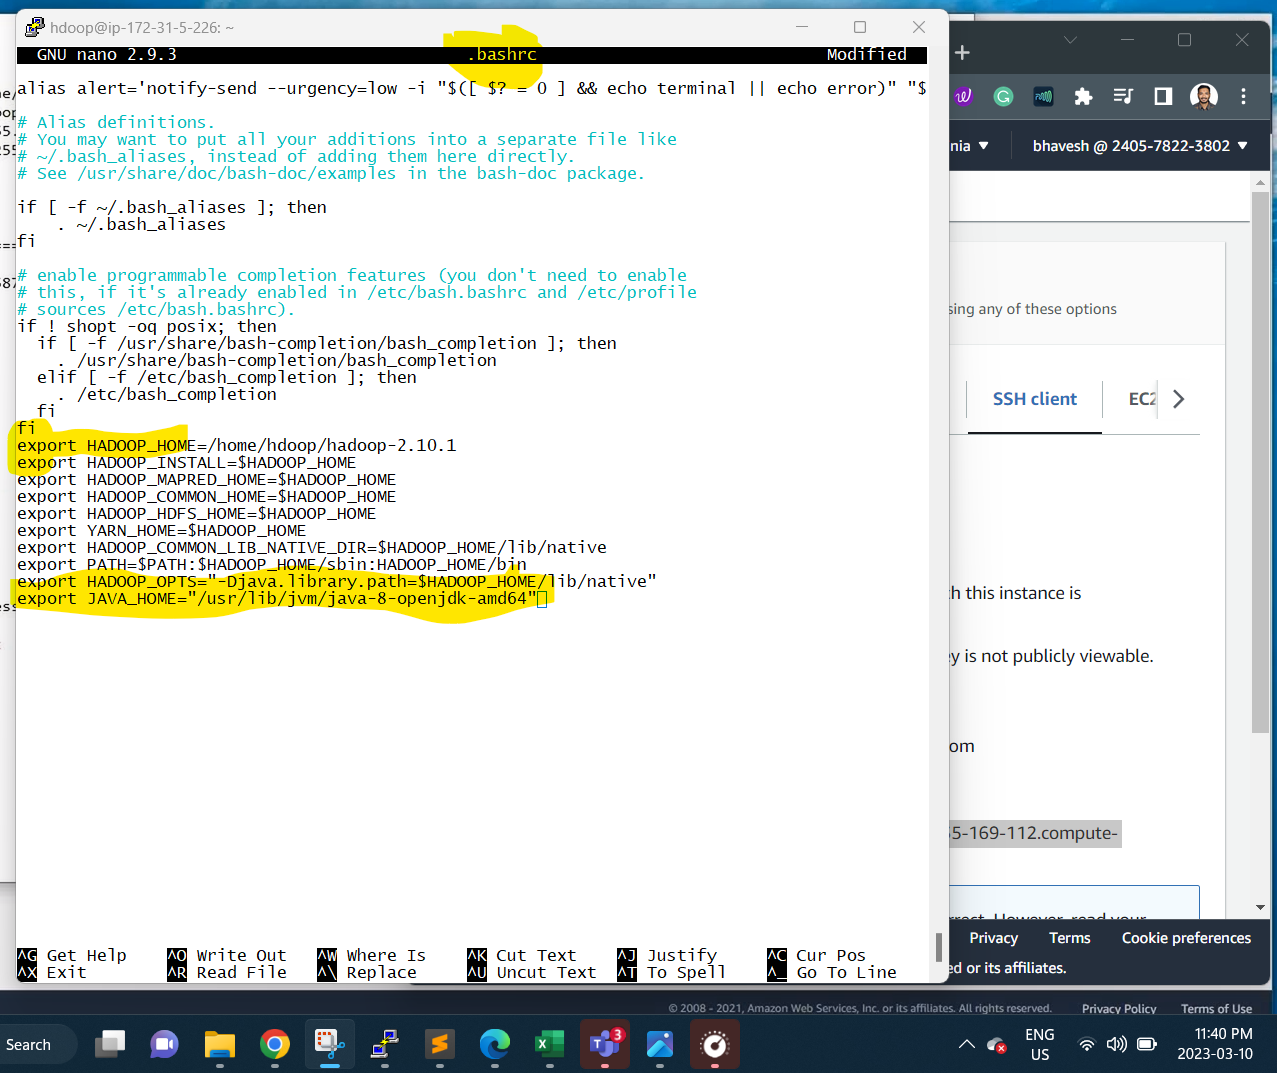 hdoop@ip-172-31-5-226: ~
GNU nano 2.9.3 .bashrc Modified
alias alert='notify-send --urgency=low -i "$([ $? = 0 ] && echo terminal || echo error)" "$
# Alias definitions.
# You may want to put all your additions into a separate file like
# ~/.bash_aliases, instead of adding them here directly.
# See /usr/share/doc/bash-doc/examples in the bash-doc package.
if [ -f ~/.bash_aliases ]; then
. ~/.bash_aliases
fi
# enable programmable completion features (you don't need to enable
# this, if it's already enabled in /etc/bash.bashrc and /etc/profile
# sources /etc/bash.bashrc).
if ! shopt -oq posix; then
if [ -f /usr/share/bash-completion/bash_completion ]; then
. /usr/share/bash-completion/bash_completion
elif [ -f /etc/bash_completion ]; then
. /etc/bash_completion
fi
fi
export HADOOP_HOME=/home/hdoop/hadoop-2.10.1
export HADOOP_INSTALL=$HADOOP_HOME
export HADOOP_MAPRED_HOME=$HADOOP_HOME
export HADOOP_COMMON_HOME=$HADOOP_HOME
export HADOOP_HDFS_HOME=$HADOOP_HOME
export YARN_HOME=$HADOOP_HOME
export HADOOP_COMMON_LIB_NATIVE_DIR=$HADOOP_HOME/lib/native
export PATH=$PATH:$HADOOP_HOME/sbin:HADOOP_HOME/bin
export HADOOP_OPTS="-Djava.library.path=$HADOOP_HOME/lib/native"
export JAVA_HOME="/usr/lib/jvm/java-8-openjdk-amd64"
^G Get Help ^O Write Out ^W Where Is ^K Cut Text ^J Justify ^C Cur Pos
^X Exit ^R Read File ^\ Replace ^U Uncut Text ^T To Spell ^_ Go To Line
nia bhavesh @ 2405-7822-3802
sing any of these options
SSH client EC2
h this instance is
y is not publicly viewable.
om
5-169-112.compute-
However, read your
Privacy Terms Cookie preferences
ed or its affiliates.
© 2008 - 2021, Amazon Web Services, Inc. or its affiliates. All rights reserved. Privacy Policy Terms of Use
Search 3 ENG US 11:40 PM
2023-03-10